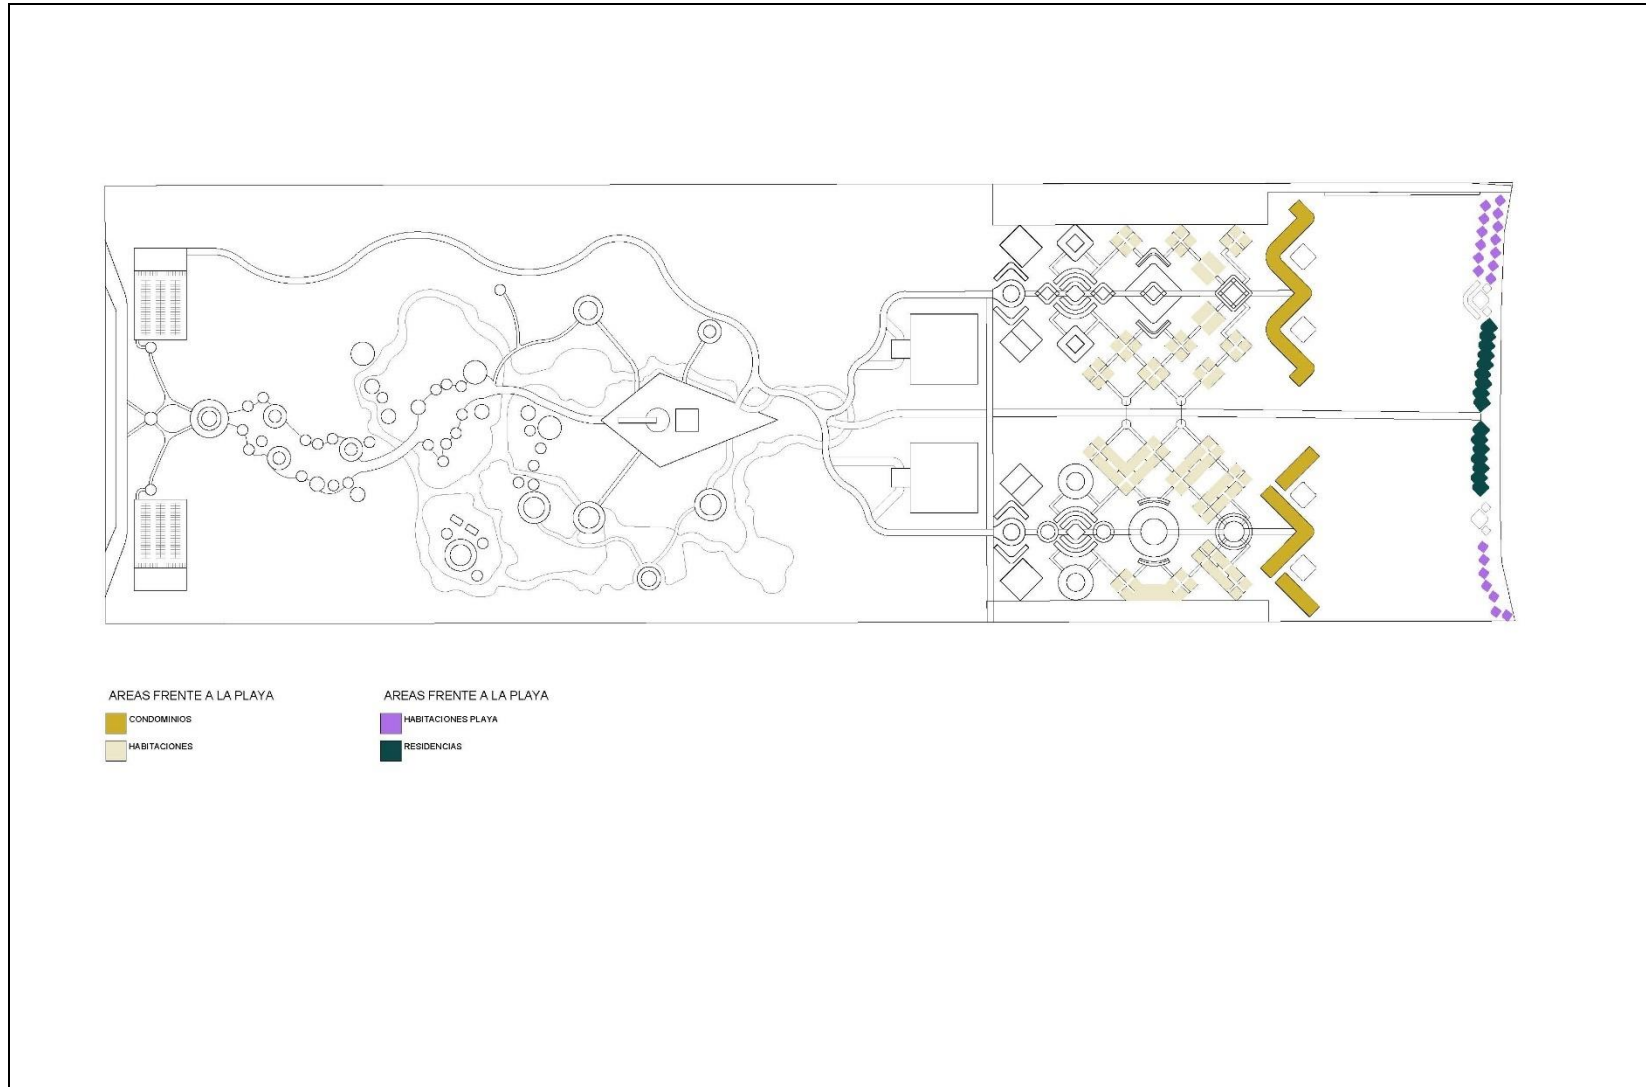 AREAS FRENTE A LA PLAYA
CONDOMINIOS
HABITACIONES
AREAS FRENTE A LA PLAYA
HABITACIONES PLAYA
RESIDENCIAS